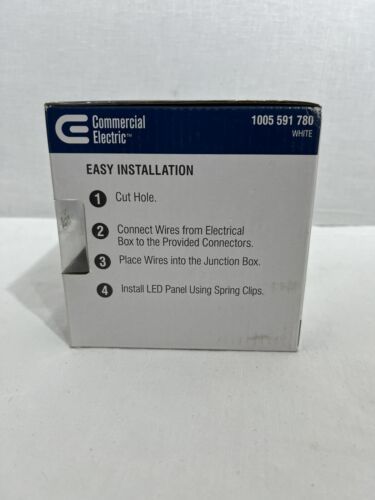 Commercial
Electric™
1005 591 780
WHITE
EASY INSTALLATION
1 Cut Hole.
2 Connect Wires from Electrical
Box to the Provided Connectors.
3 Place Wires into the Junction Box.
4 Install LED Panel Using Spring Clips.